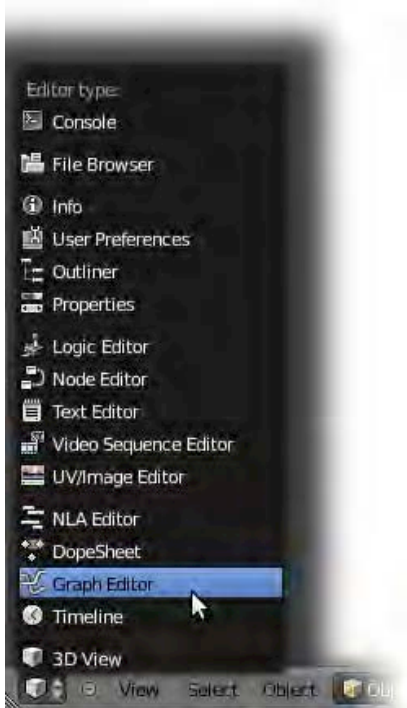 Editor type:
Console
File Browser
Info
User Preferences
Outliner
Properties
Logic Editor
Node Editor
Text Editor
Video Sequence Editor
UV/Image Editor
NLA Editor
DopeSheet
Graph Editor
Timeline
3D View
View Select Object